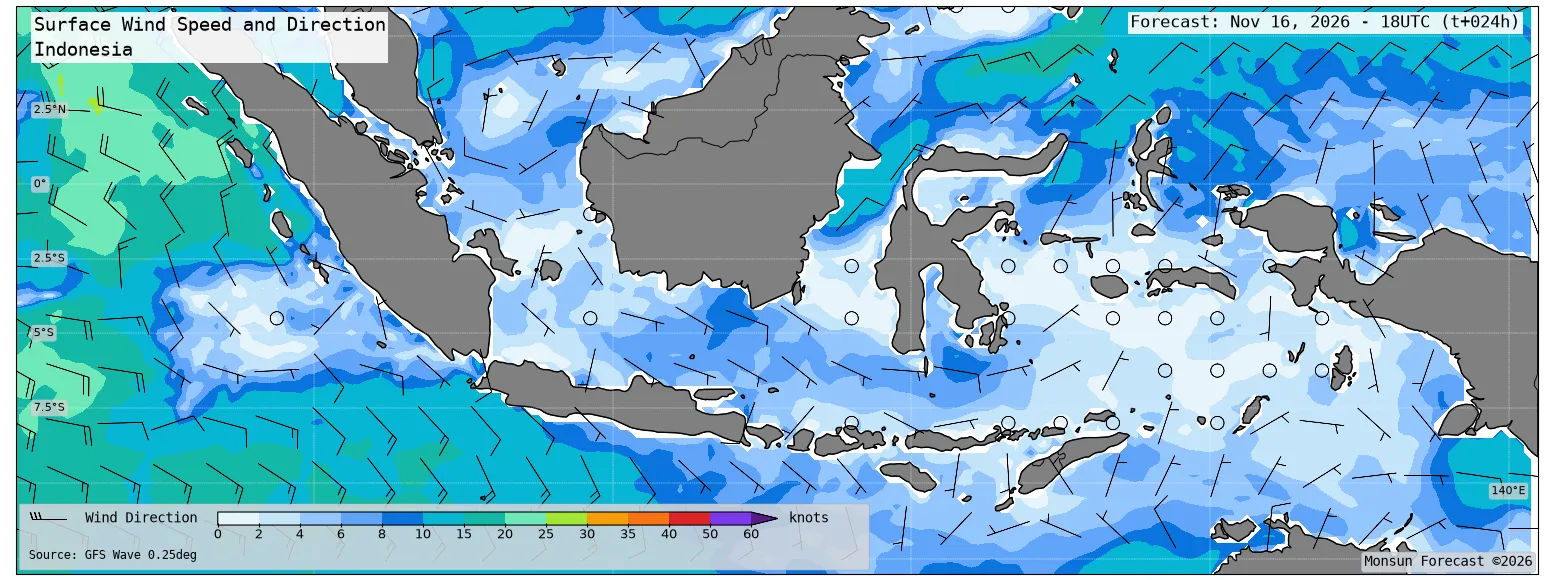 Surface Wind Speed and Direction
Indonesia
Forecast: Nov 16, 2026 - 18UTC (t+024h)
2.5°N
0°
2.5°S
5°S
7.5°S
140°E
Wind Direction
0 2 4 6 8 10 15 20 25 30 40 50 60 knots
Source: GFS Wave 0.25deg
Monsun Forecast ©2026